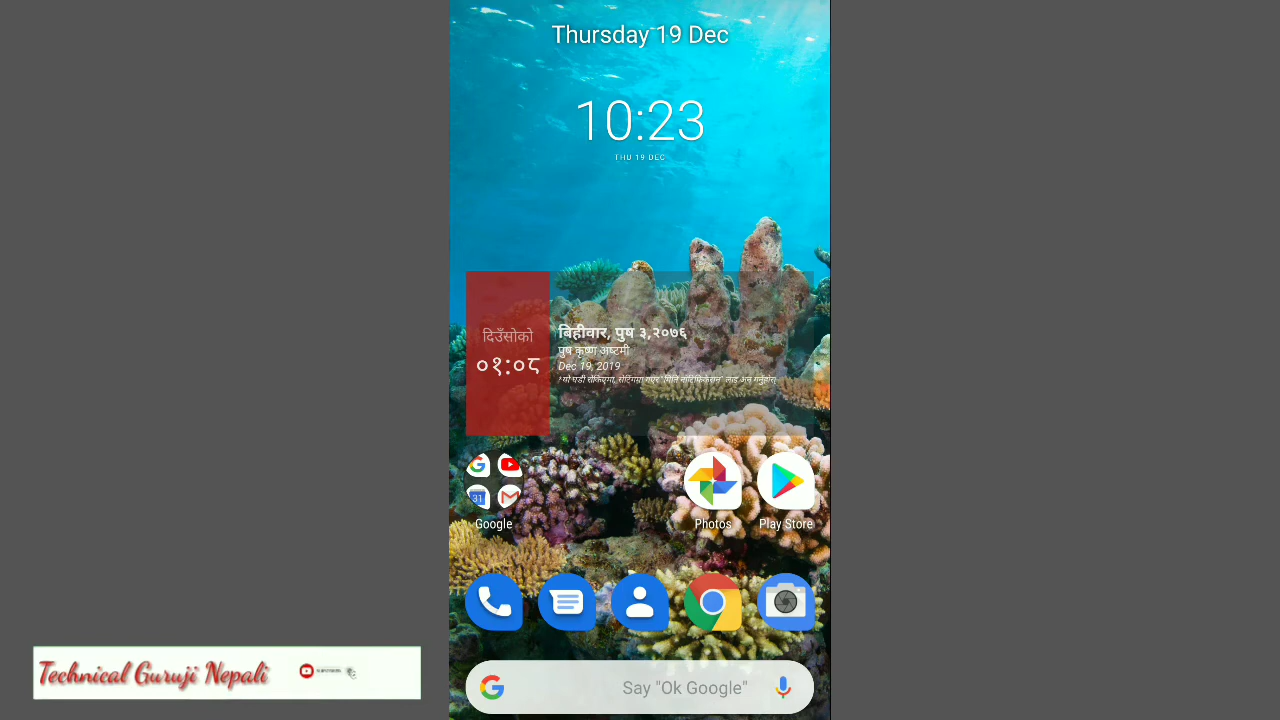 Thursday 19 Dec
10:23
THU 19 DEC
दिउँसोको
०१:०८
बिहीवार, पुष ३,२०७६
पुष कृष्ण अष्टमी
Dec 19, 2019
31
Google
Photos
Play Store
Say "Ok Google"
Technical Guruji Nepali